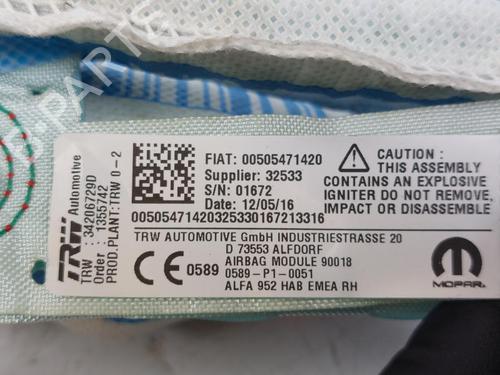 TRW Automotive
TRW : 34206729D
Order : 1355742
PROD.PLANT:TRW 0-2
FIAT: 00505471420
Supplier: 32533
S/N: 01672
Date: 12/05/16
00505471420325330167213316
CAUTION :
THIS ASSEMBLY
CONTAINS AN EXPLOSIVE
IGNITER DO NOT REMOVE,
IMPACT OR DISASSEMBLE
TRW AUTOMOTIVE GmbH INDUSTRIESTRASSE 20
D 73553 ALFDORF
AIRBAG MODULE 90018
CE 0589 0589-P1-0051
ALFA 952 HAB EMEA RH
MOPAR